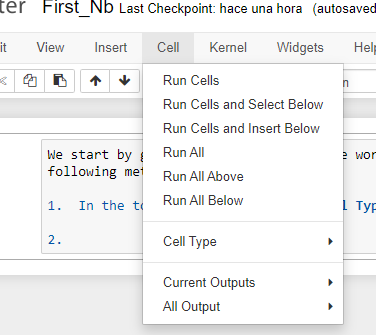 ter First_Nb Last Checkpoint: hace una hora (autosaved
it View Insert Cell Kernel Widgets Help
Run Cells
Run Cells and Select Below
Run Cells and Insert Below
Run All
Run All Above
Run All Below
Cell Type
Current Outputs
All Output
We start by g e wor
following met
1. In the to l Typ
2.